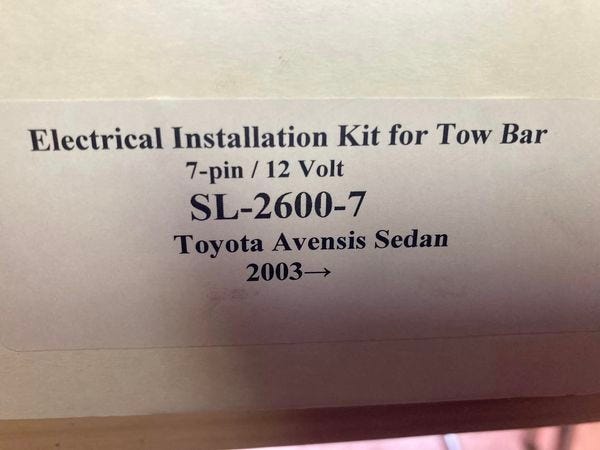 Electrical Installation Kit for Tow Bar
7-pin / 12 Volt
SL-2600-7
Toyota Avensis Sedan
2003→